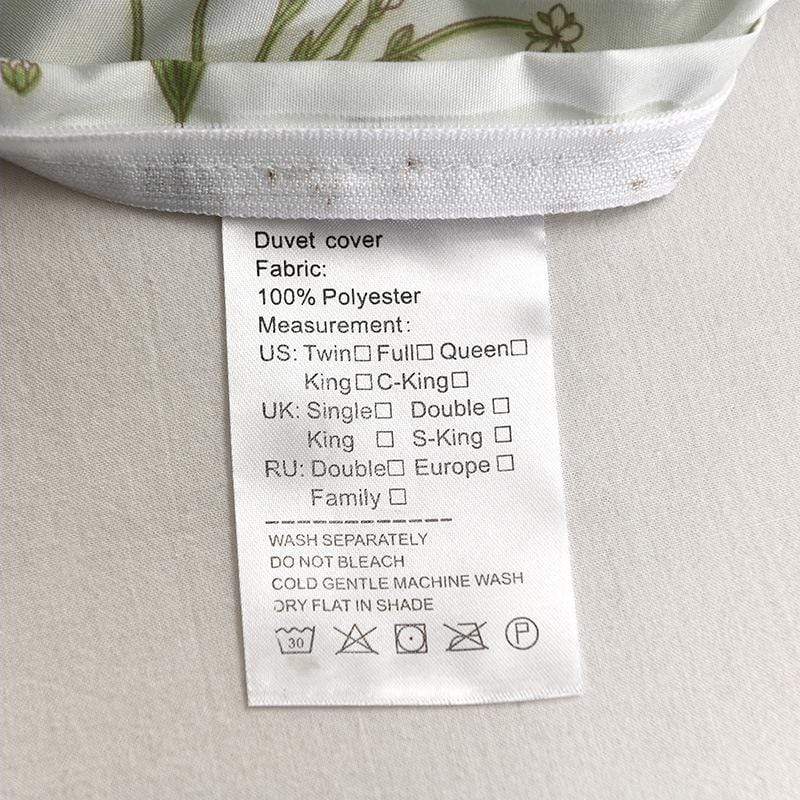 Duvet cover
Fabric:
100% Polyester
Measurement:
US: Twin□ Full□ Queen□
King□ C-King□
UK: Single□ Double □
King □ S-King □
RU: Double□ Europe □
Family □
WASH SEPARATELY
DO NOT BLEACH
COLD GENTLE MACHINE WASH
DRY FLAT IN SHADE
30 P